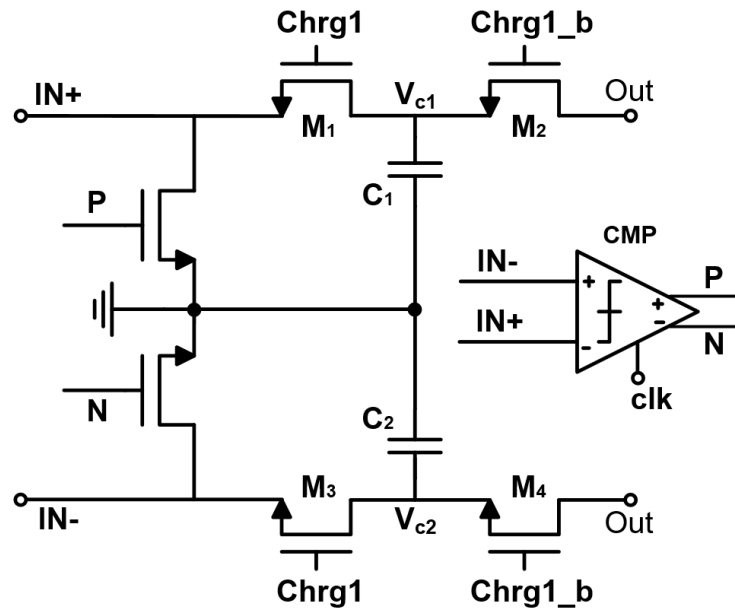 Chrg1
Chrg1_b
IN+
Vc1
Out
M1
M2
P
C1
CMP
IN-
+
+
P
IN+
-
-
N
clk
N
C2
M3
M4
IN-
Vc2
Out
Chrg1
Chrg1_b